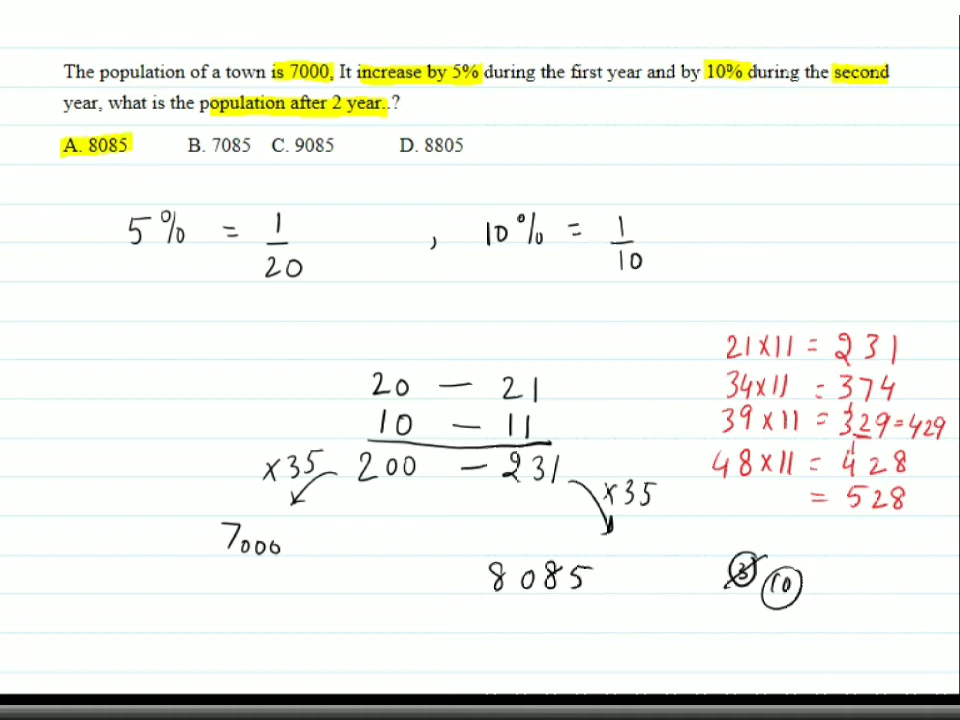 The population of a town is 7000, It increase by 5% during the first year and by 10% during the second
year, what is the population after 2 year..?
A. 8085 B. 7085 C. 9085 D. 8805
5% = 1/20 , 10% = 1/10
21×11 = 231
34×11 = 374
39×11 = 329 = 429
48×11 = 428
= 528
20 – 21
10 – 11
×35 200 – 231 ×35
7000
8085
3 10